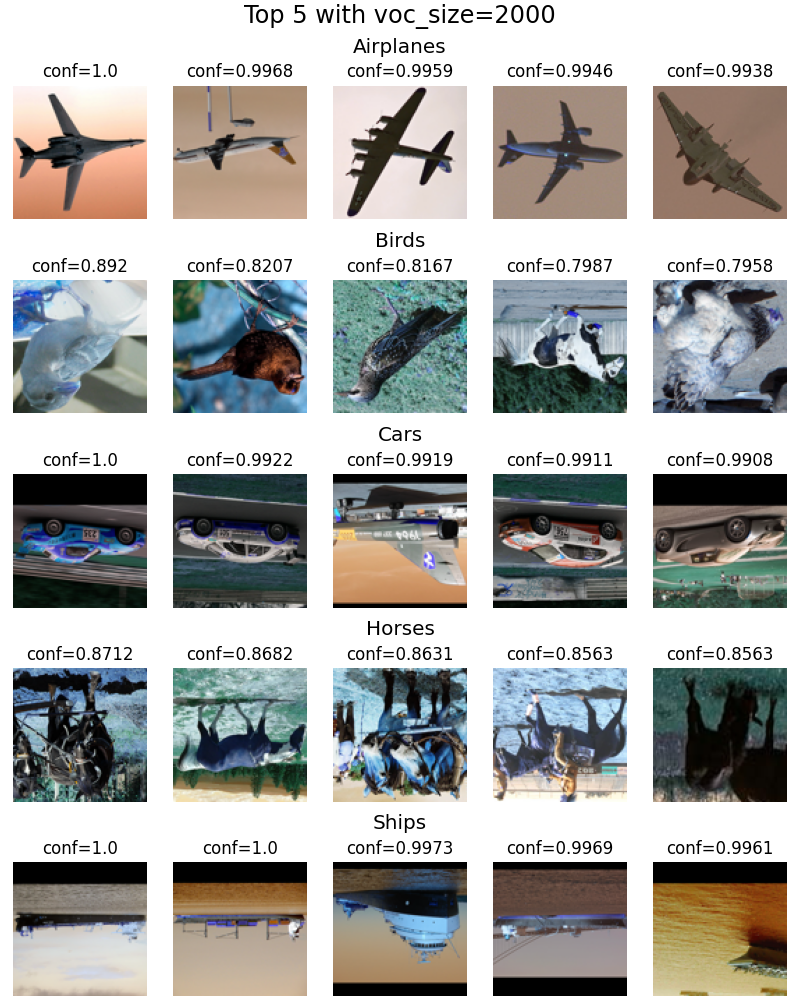 Top 5 with voc_size=2000
Airplanes
conf=1.0 conf=0.9968 conf=0.9959 conf=0.9946 conf=0.9938
Birds
conf=0.892 conf=0.8207 conf=0.8167 conf=0.7987 conf=0.7958
Cars
conf=1.0 conf=0.9922 conf=0.9919 conf=0.9911 conf=0.9908
Horses
conf=0.8712 conf=0.8682 conf=0.8631 conf=0.8563 conf=0.8563
Ships
conf=1.0 conf=1.0 conf=0.9973 conf=0.9969 conf=0.9961